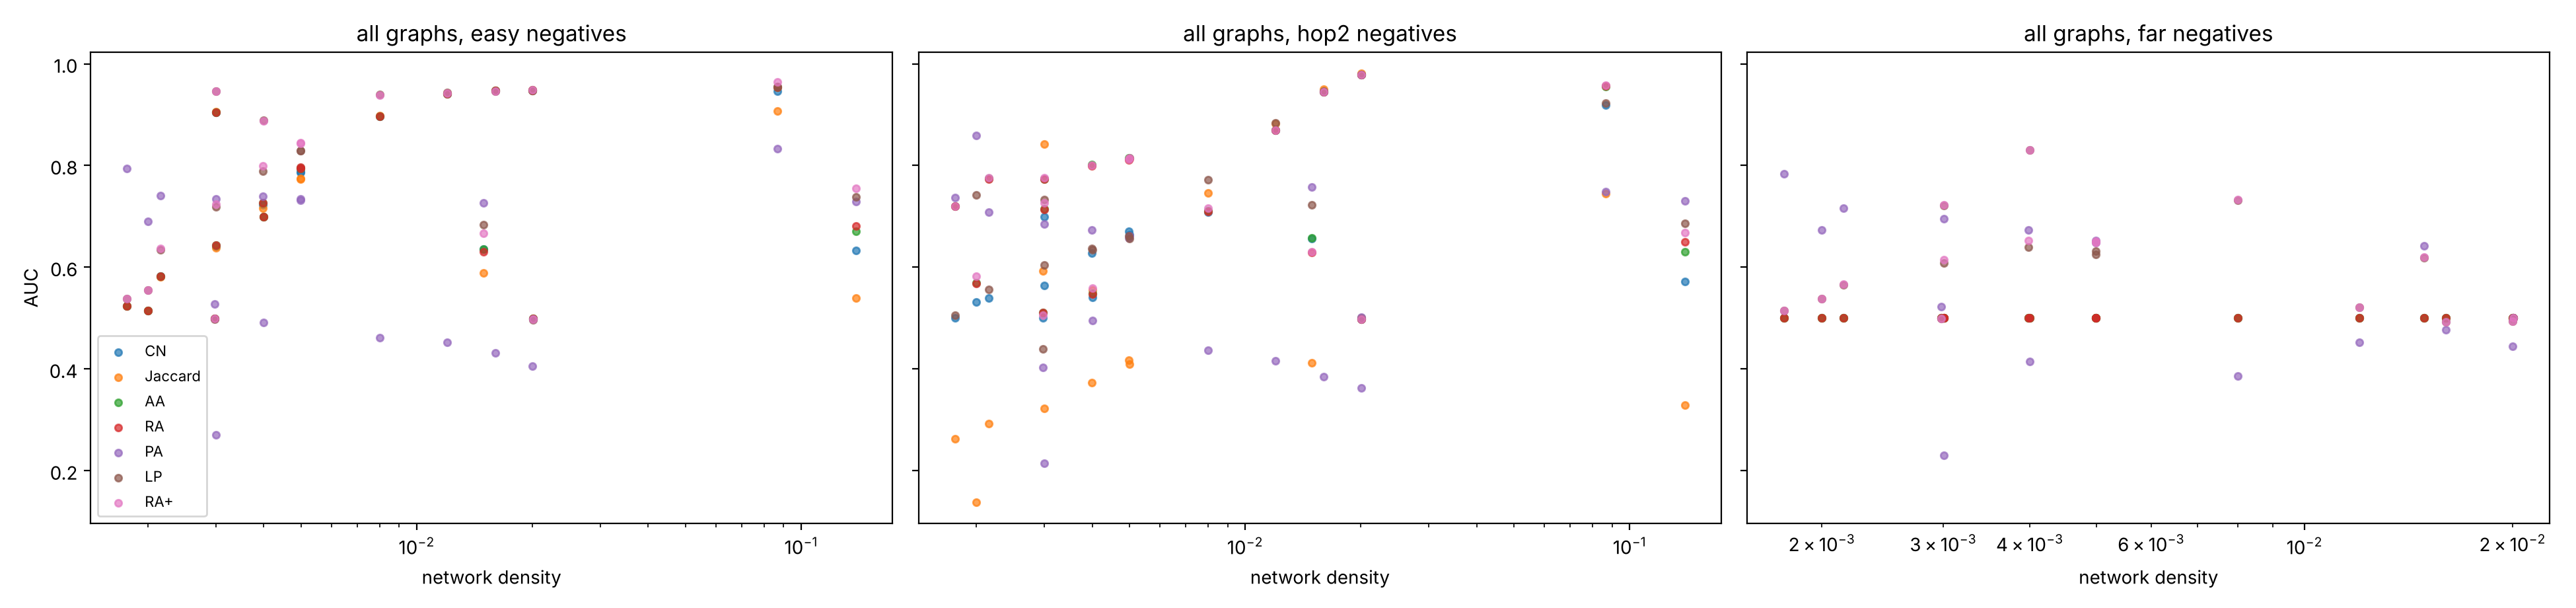 all graphs, easy negatives
all graphs, hop2 negatives
all graphs, far negatives
AUC
1.0
0.8
0.6
0.4
0.2
CN
Jaccard
AA
RA
PA
LP
RA+
10⁻²
10⁻¹
network density
10⁻²
10⁻¹
network density
2 × 10⁻³
3 × 10⁻³
4 × 10⁻³
6 × 10⁻³
10⁻²
2 × 10⁻²
network density